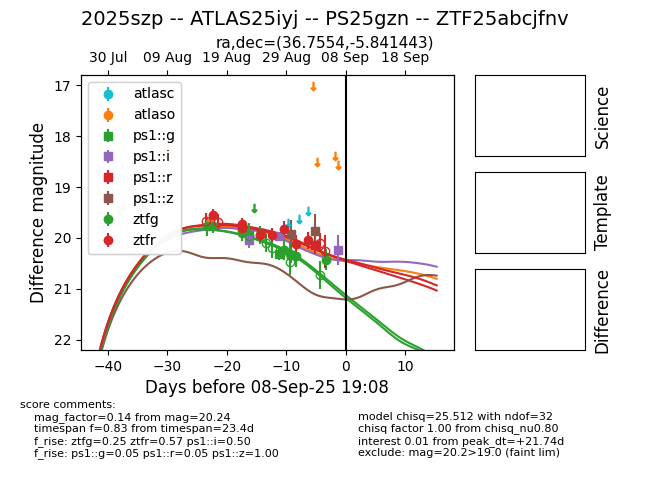 2025szp -- ATLAS25iyj -- PS25gzn -- ZTF25abcjfnv
ra,dec=(36.7554,-5.841443)
30 Jul 09 Aug 19 Aug 29 Aug 08 Sep 18 Sep
17
18
19
20
21
22
Difference magnitude
atlasc
atlaso
ps1::g
ps1::i
ps1::r
ps1::z
ztfg
ztfr
−40 −30 −20 −10 0 10
Days before 08-Sep-25 19:08
Science
Template
Difference
score comments:
mag_factor=0.14 from mag=20.24
timespan f=0.83 from timespan=23.4d
f_rise: ztfg=0.25 ztfr=0.57 ps1::i=0.50
f_rise: ps1::g=0.05 ps1::r=0.05 ps1::z=1.00
model chisq=25.512 with ndof=32
chisq factor 1.00 from chisq_nu0.80
interest 0.01 from peak_dt=+21.74d
exclude: mag=20.2>19.0 (faint lim)